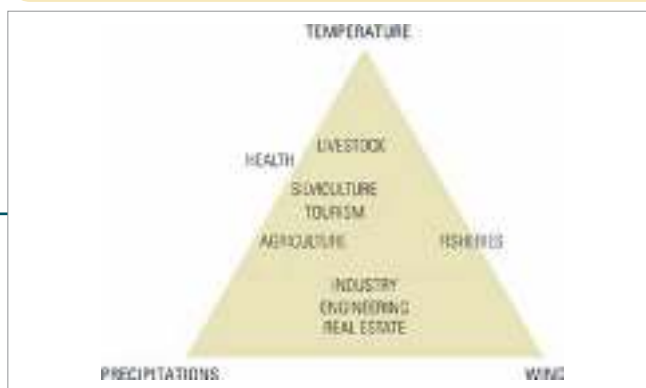 TEMPERATURE
LIVESTOCK
HEALTH
SILVICULTURE
TOURISM
AGRICULTURE FISHERIES
INDUSTRY
ENGINEERING
REAL ESTATE
PRECIPITATIONS WIND